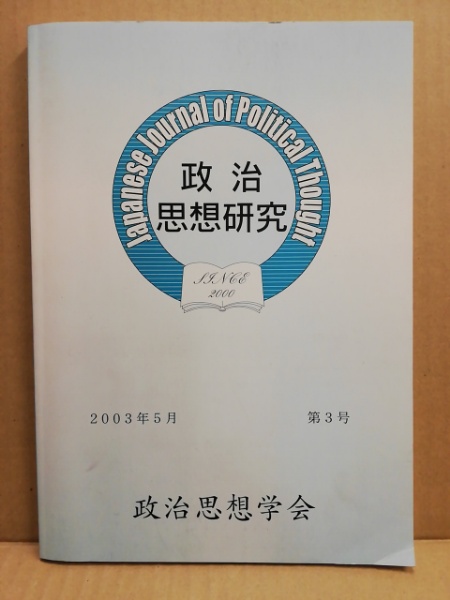 Japanese Journal of Political Thought
政治
思想研究
SINCE
2000
2003年5月
第3号
政治思想学会